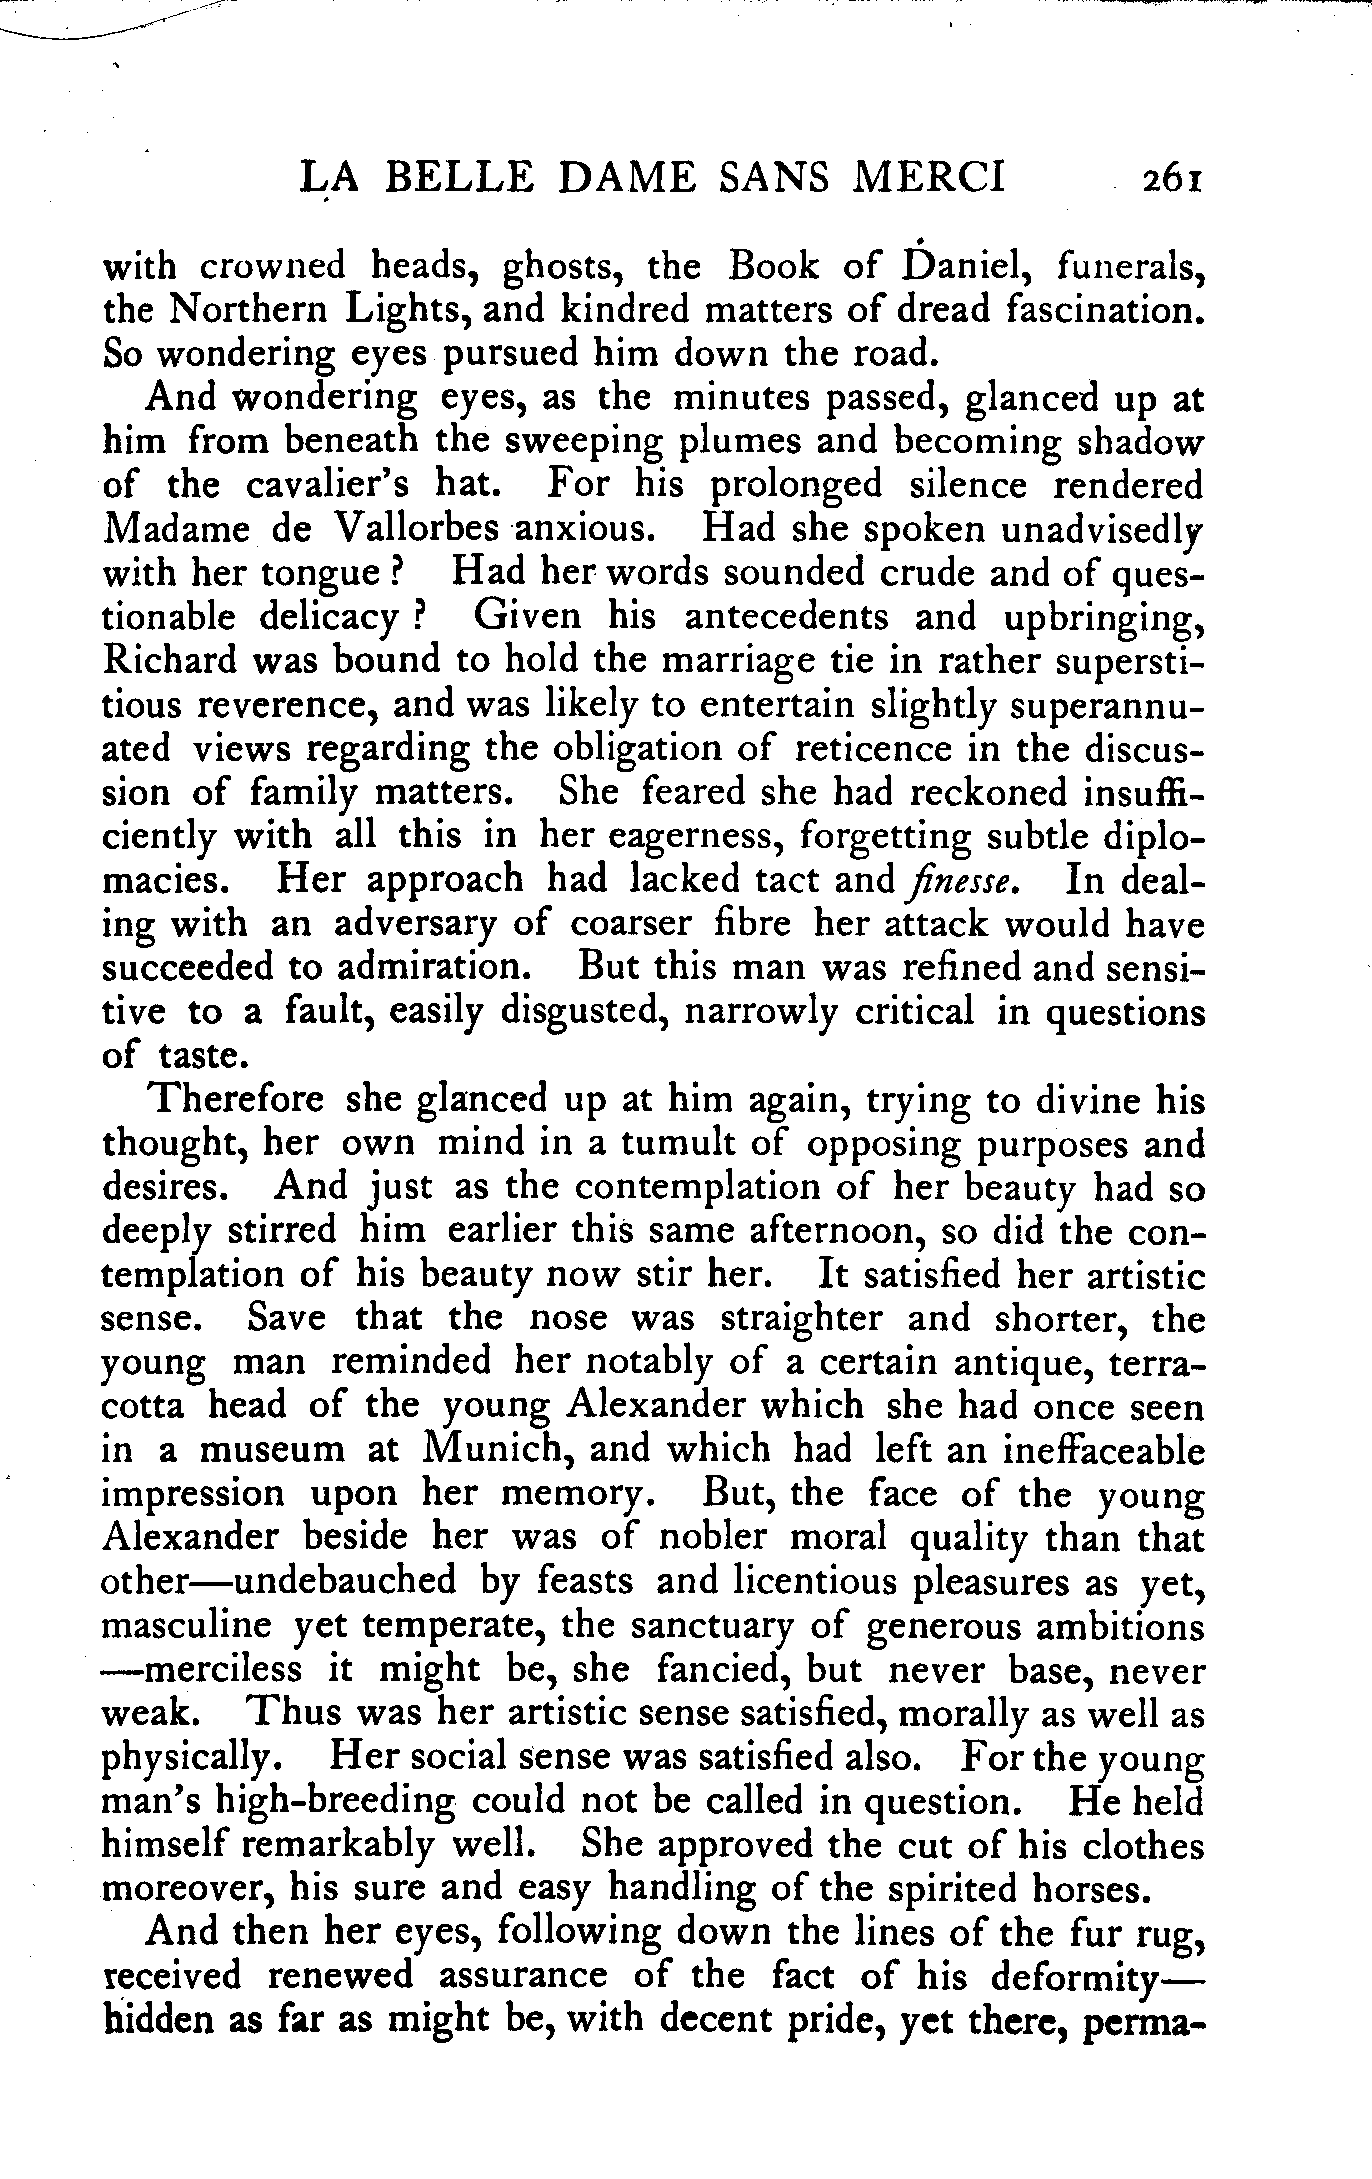 LA BELLE DAME SANS MERCI 261
with crowned heads, ghosts, the Book of Daniel, funerals,
the Northern Lights, and kindred matters of dread fascination.
So wondering eyes pursued him down the road.
And wondering eyes, as the minutes passed, glanced up at
him from beneath the sweeping plumes and becoming shadow
of the cavalier's hat. For his prolonged silence rendered
Madame de Vallorbes anxious. Had she spoken unadvisedly
with her tongue ? Had her words sounded crude and of ques-
tionable delicacy ? Given his antecedents and upbringing,
Richard was bound to hold the marriage tie in rather supersti-
tious reverence, and was likely to entertain slightly superannu-
ated views regarding the obligation of reticence in the discus-
sion of family matters. She feared she had reckoned insuffi-
ciently with all this in her eagerness, forgetting subtle diplo-
macies. Her approach had lacked tact and finesse. In deal-
ing with an adversary of coarser fibre her attack would have
succeeded to admiration. But this man was refined and sensi-
tive to a fault, easily disgusted, narrowly critical in questions
of taste.
Therefore she glanced up at him again, trying to divine his
thought, her own mind in a tumult of opposing purposes and
desires. And just as the contemplation of her beauty had so
deeply stirred him earlier this same afternoon, so did the con-
templation of his beauty now stir her. It satisfied her artistic
sense. Save that the nose was straighter and shorter, the
young man reminded her notably of a certain antique, terra-
cotta head of the young Alexander which she had once seen
in a museum at Munich, and which had left an ineffaceable
impression upon her memory. But, the face of the young
Alexander beside her was of nobler moral quality than that
other—undebauched by feasts and licentious pleasures as yet,
masculine yet temperate, the sanctuary of generous ambitions
—merciless it might be, she fancied, but never base, never
weak. Thus was her artistic sense satisfied, morally as well as
physically. Her social sense was satisfied also. For the young
man's high-breeding could not be called in question. He held
himself remarkably well. She approved the cut of his clothes
moreover, his sure and easy handling of the spirited horses.
And then her eyes, following down the lines of the fur rug,
received renewed assurance of the fact of his deformity—
hidden as far as might be, with decent pride, yet there, perma-